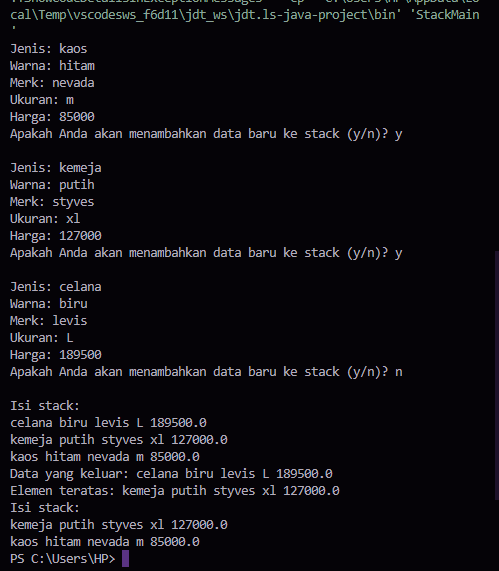 cal\Temp\vscodesws_f6d11\jdt_ws\jdt.ls-java-project\bin' 'StackMain
'
Jenis: kaos
Warna: hitam
Merk: nevada
Ukuran: m
Harga: 85000
Apakah Anda akan menambahkan data baru ke stack (y/n)? y
Jenis: kemeja
Warna: putih
Merk: styves
Ukuran: xl
Harga: 127000
Apakah Anda akan menambahkan data baru ke stack (y/n)? y
Jenis: celana
Warna: biru
Merk: levis
Ukuran: L
Harga: 189500
Apakah Anda akan menambahkan data baru ke stack (y/n)? n
Isi stack:
celana biru levis L 189500.0
kemeja putih styves xl 127000.0
kaos hitam nevada m 85000.0
Data yang keluar: celana biru levis L 189500.0
Elemen teratas: kemeja putih styves xl 127000.0
Isi stack:
kemeja putih styves xl 127000.0
kaos hitam nevada m 85000.0
PS C:\Users\HP>